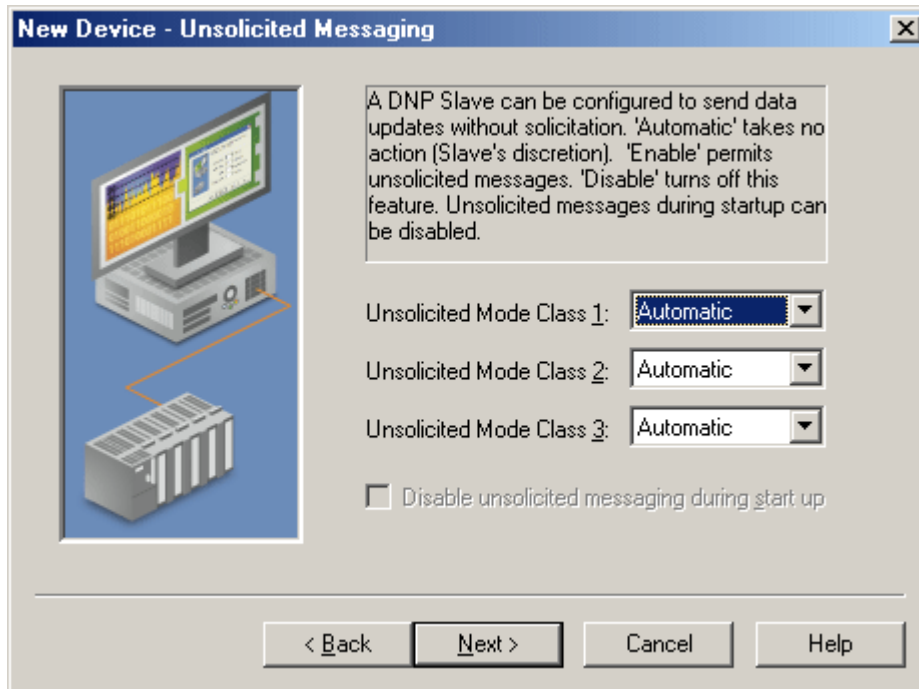 New Device - Unsolicited Messaging
A DNP Slave can be configured to send data
updates without solicitation. 'Automatic' takes no
action (Slave's discretion).  'Enable' permits
unsolicited messages. 'Disable' turns off this
feature. Unsolicited messages during startup can
be disabled.
Unsolicited Mode Class 1: Automatic
Unsolicited Mode Class 2: Automatic
Unsolicited Mode Class 3: Automatic
Disable unsolicited messaging during start up
< Back Next > Cancel Help